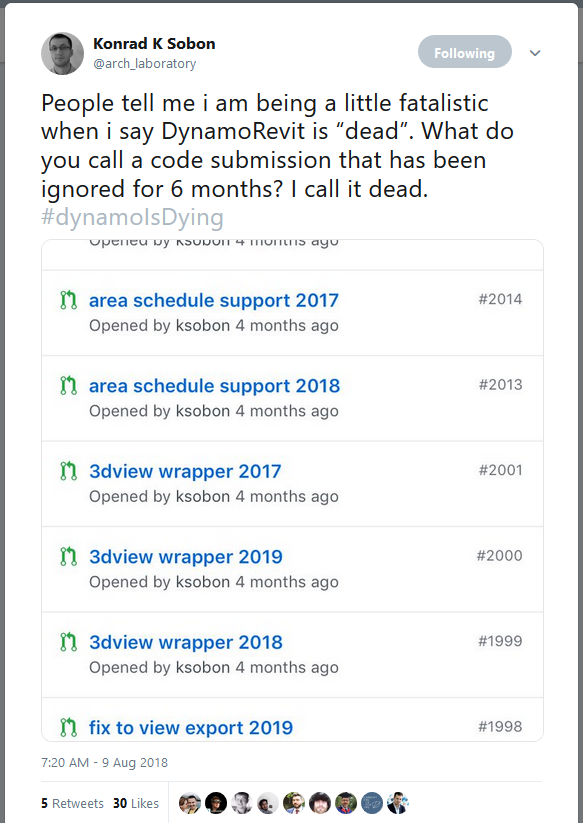 Konrad K Sobon
@arch_laboratory
Following
People tell me i am being a little fatalistic
when i say DynamoRevit is “dead”. What do
you call a code submission that has been
ignored for 6 months? I call it dead.
#dynamoIsDying
Opened by ksobon 4 months ago
area schedule support 2017 #2014
Opened by ksobon 4 months ago
area schedule support 2018 #2013
Opened by ksobon 4 months ago
3dview wrapper 2017 #2001
Opened by ksobon 4 months ago
3dview wrapper 2019 #2000
Opened by ksobon 4 months ago
3dview wrapper 2018 #1999
Opened by ksobon 4 months ago
fix to view export 2019 #1998
7:20 AM - 9 Aug 2018
5 Retweets 30 Likes